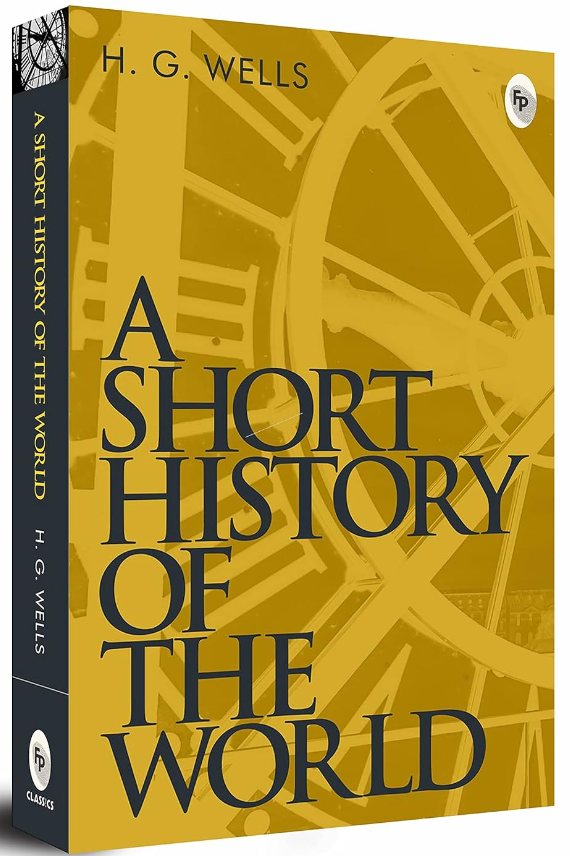 H. G. WELLS
FP
A
SHORT
HISTORY
OF
THE
WORLD
A SHORT HISTORY OF THE WORLD
H. G. WELLS
FP
CLASSICS